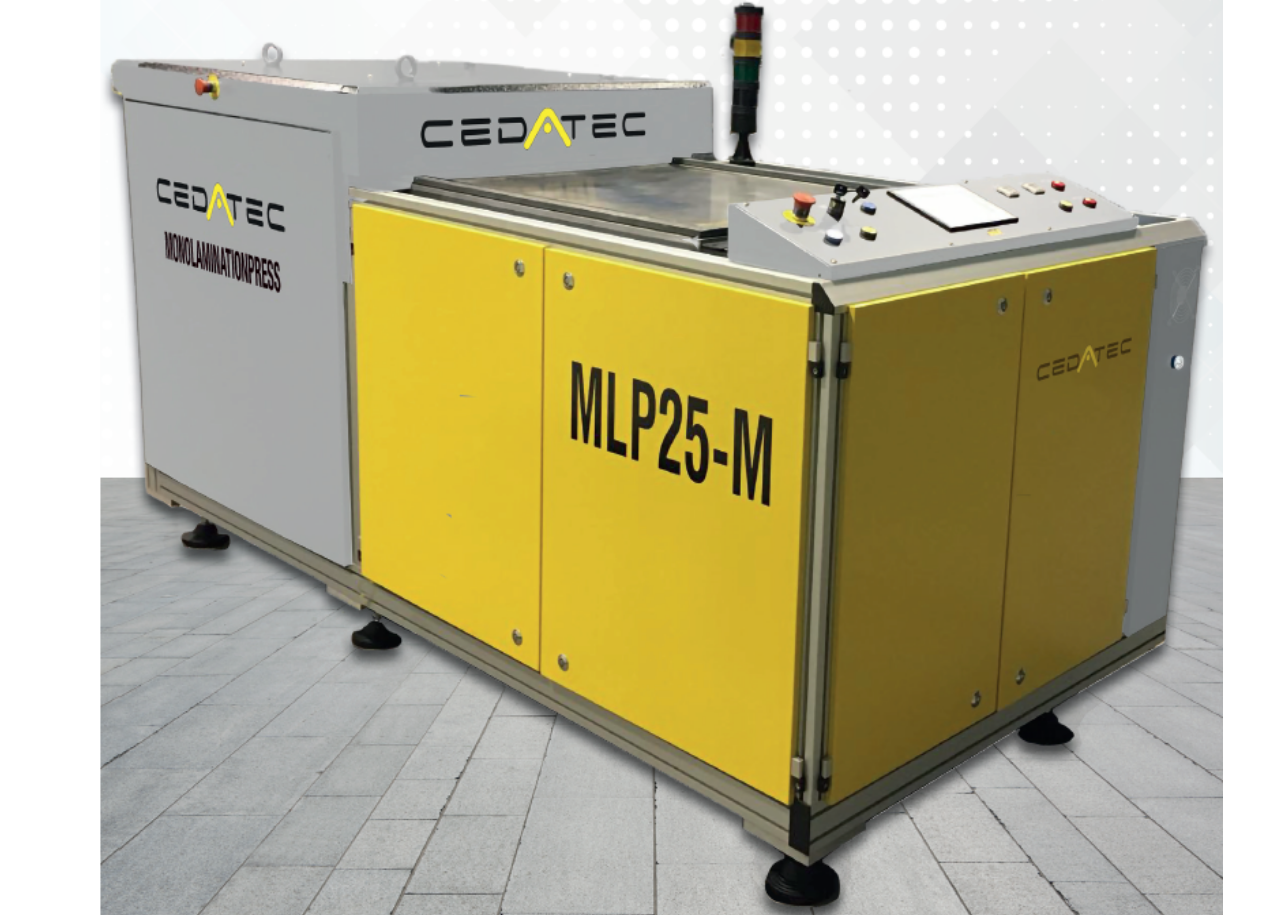 CEDATEC
CEDATEC
MONOLAMINATIONPRESS
MLP25-M
CEDATEC